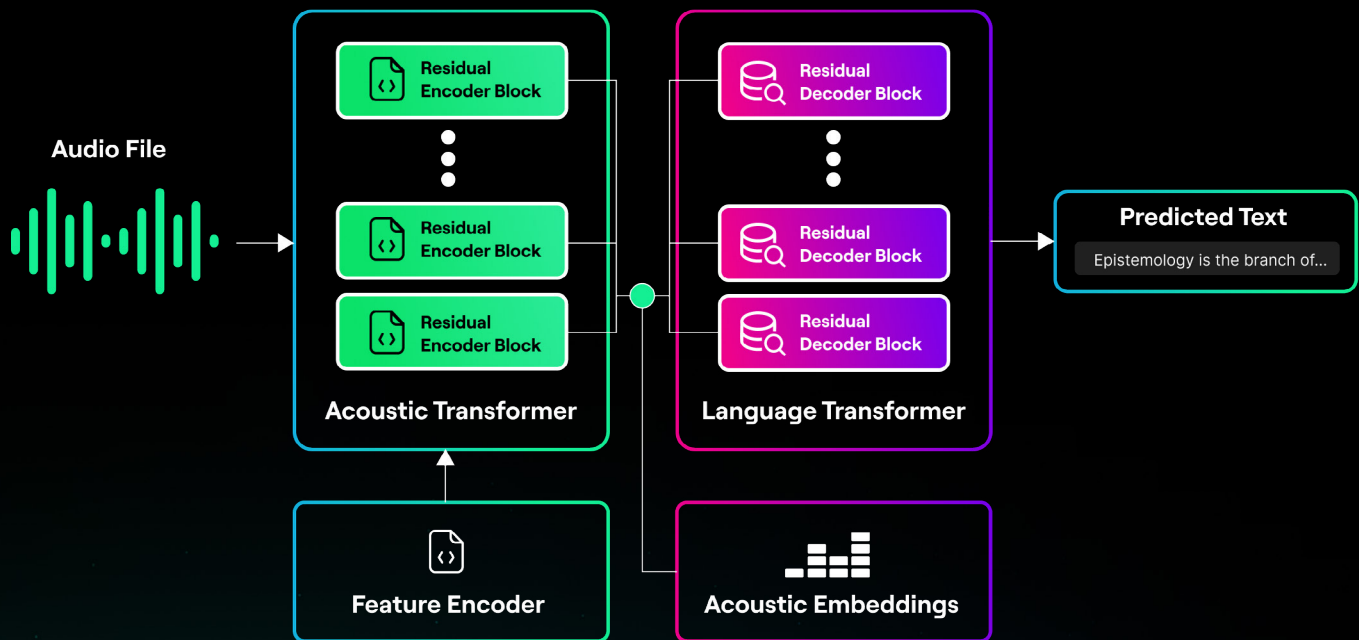 Audio File
Residual
Encoder Block
Residual
Encoder Block
Residual
Encoder Block
Acoustic Transformer
Feature Encoder
Residual
Decoder Block
Residual
Decoder Block
Residual
Decoder Block
Language Transformer
Acoustic Embeddings
Predicted Text
Epistemology is the branch of...